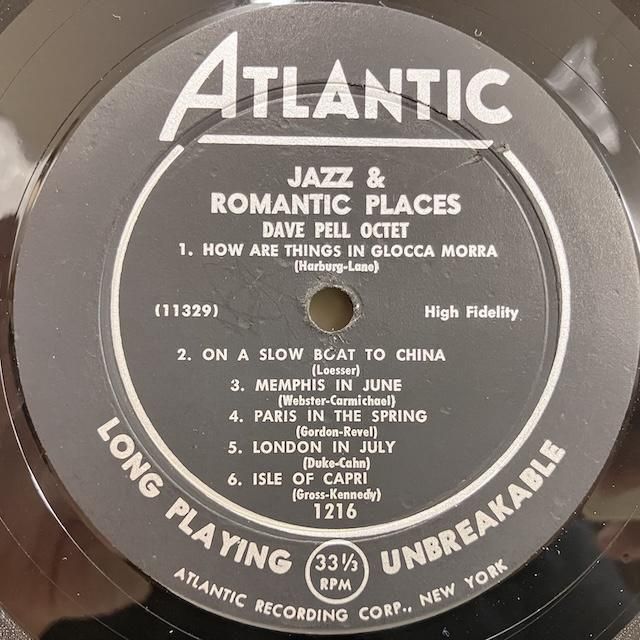 ATLANTIC
JAZZ &
ROMANTIC PLACES
DAVE PELL OCTET
1. HOW ARE THINGS IN GLOCCA MORRA
(Harburg-Lane)
(11329)
High Fidelity
2. ON A SLOW BOAT TO CHINA
(Loesser)
3. MEMPHIS IN JUNE
(Webster-Carmichael)
4. PARIS IN THE SPRING
(Gordon-Revel)
5. LONDON IN JULY
(Duke-Cahn)
6. ISLE OF CAPRI
(Gross-Kennedy)
1216
LONG PLAYING
33 1/3
RPM
UNBREAKABLE
ATLANTIC RECORDING CORP., NEW YORK